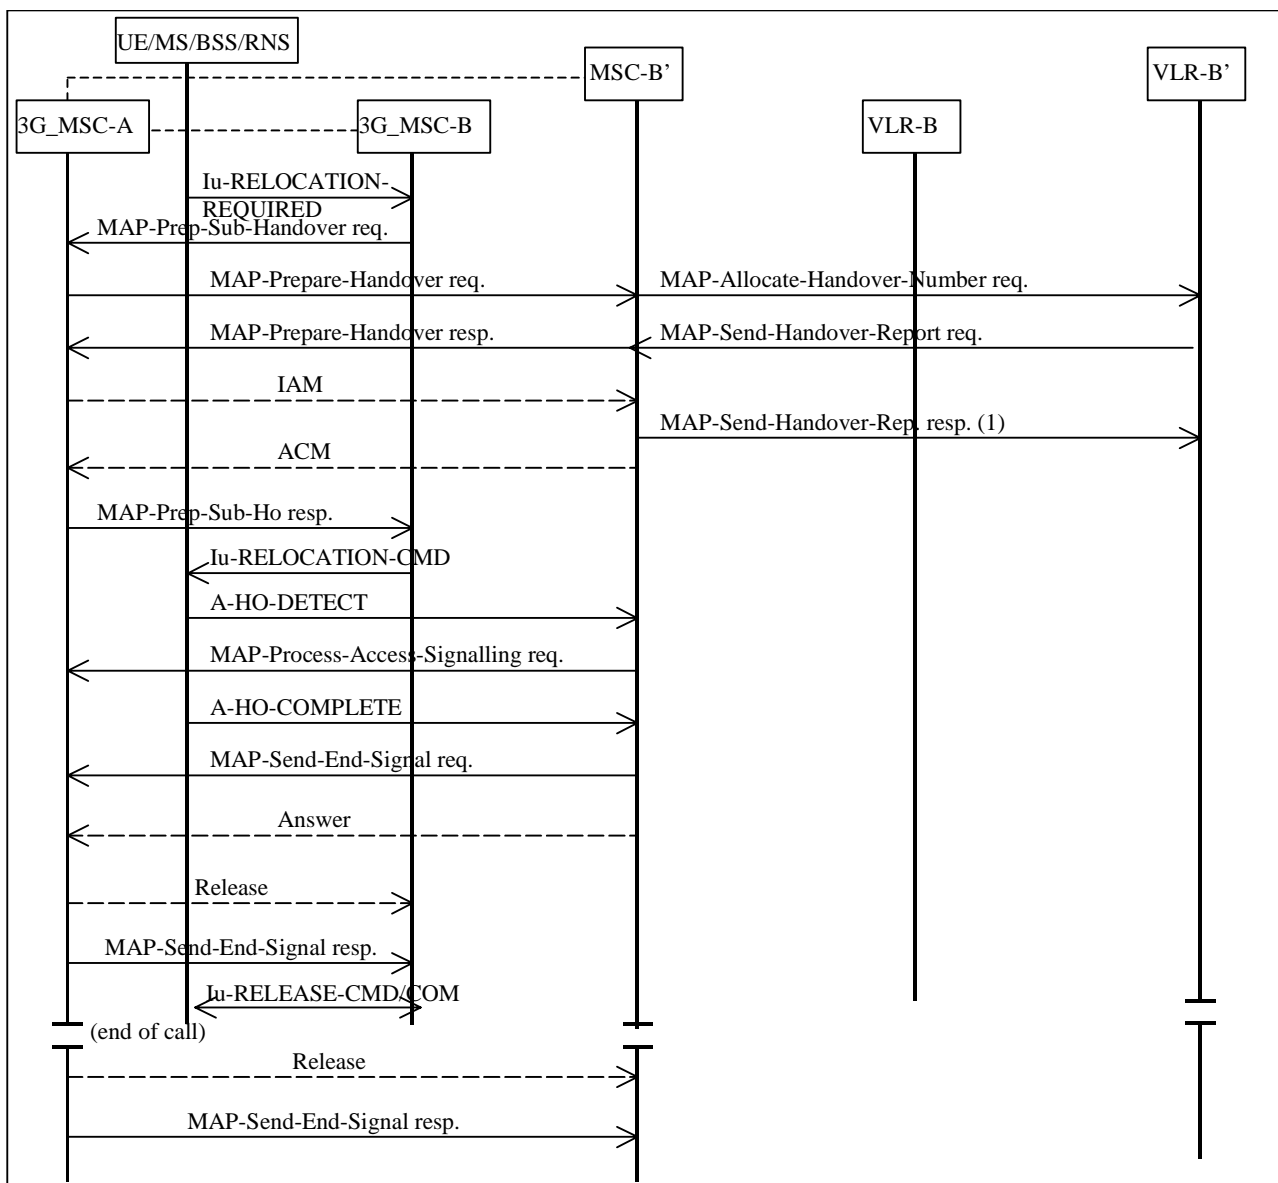 UE/MS/BSS/RNS
MSC-B’
VLR-B’
3G_MSC-A
3G_MSC-B
VLR-B
Iu-RELOCATION-
REQUIRED
MAP-Prep-Sub-Handover req.
MAP-Prepare-Handover req.
MAP-Allocate-Handover-Number req.
MAP-Prepare-Handover resp.
MAP-Send-Handover-Report req.
IAM
MAP-Send-Handover-Rep. resp. (1)
ACM
MAP-Prep-Sub-Ho resp.
Iu-RELOCATION-CMD
A-HO-DETECT
MAP-Process-Access-Signalling req.
A-HO-COMPLETE
MAP-Send-End-Signal req.
Answer
Release
MAP-Send-End-Signal resp.
Iu-RELEASE-CMD/COM
(end of call)
Release
MAP-Send-End-Signal resp.